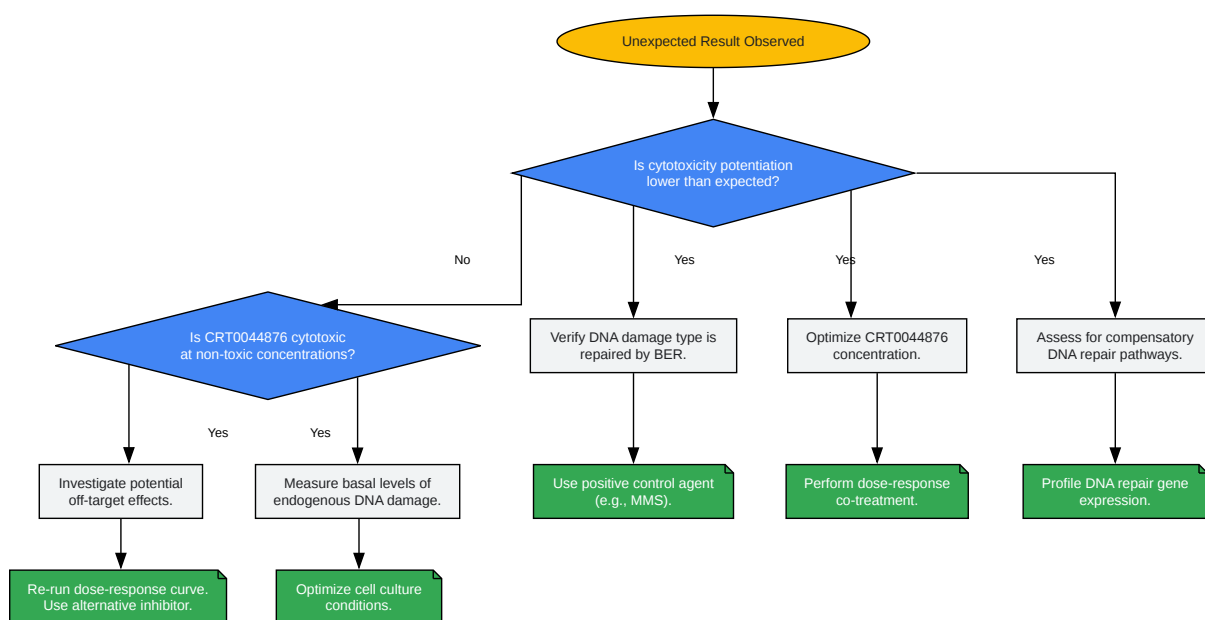 Unexpected Result Observed
Is cytotoxicity potentiation
lower than expected?
No
Yes
Yes
Yes
Is CRT0044876 cytotoxic
at non-toxic concentrations?
Verify DNA damage type is
repaired by BER.
Optimize CRT0044876
concentration.
Assess for compensatory
DNA repair pathways.
Yes
Yes
Investigate potential
off-target effects.
Measure basal levels of
endogenous DNA damage.
Use positive control agent
(e.g., MMS).
Perform dose-response
co-treatment.
Profile DNA repair gene
expression.
Re-run dose-response curve.
Use alternative inhibitor.
Optimize cell culture
conditions.